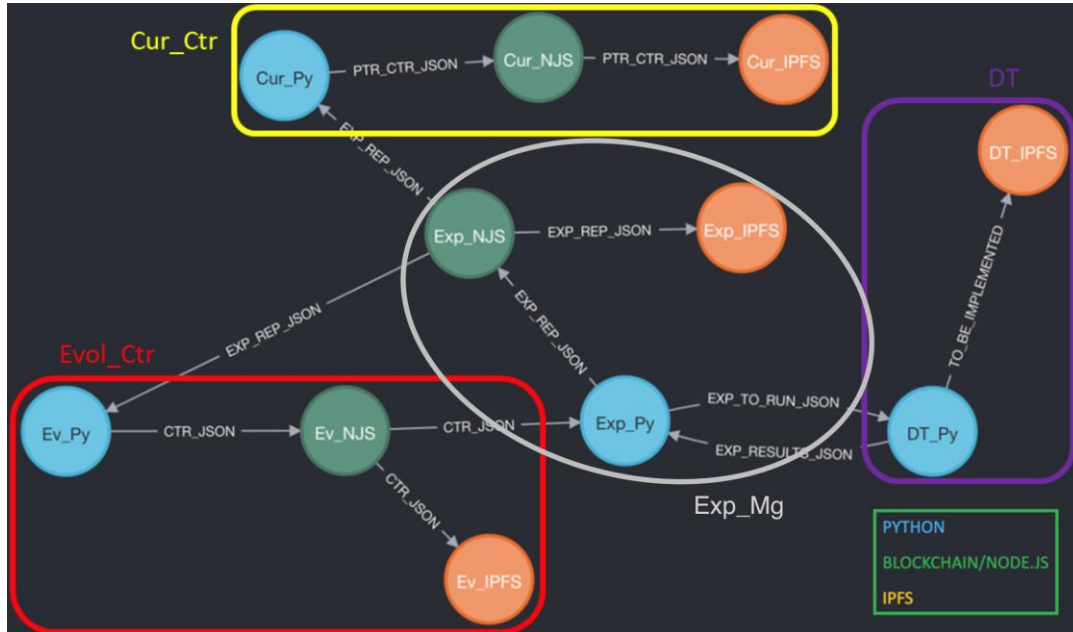 Cur_Ctr
Cur_Py
PTR_CTR_JSON
Cur_NJS
PTR_CTR_JSON
Cur_IPFS
DT
EXP_REP_JSON
DT_IPFS
Exp_NJS
EXP_REP_JSON
Exp_IPFS
TO_BE_IMPLEMENTED
EXP_REP_JSON
EXP_REP_JSON
Evol_Ctr
Ev_Py
CTR_JSON
Ev_NJS
CTR_JSON
Exp_Py
EXP_TO_RUN_JSON
EXP_RESULTS_JSON
DT_Py
CTR_JSON
Exp_Mg
Ev_IPFS
PYTHON
BLOCKCHAIN/NODE.JS
IPFS